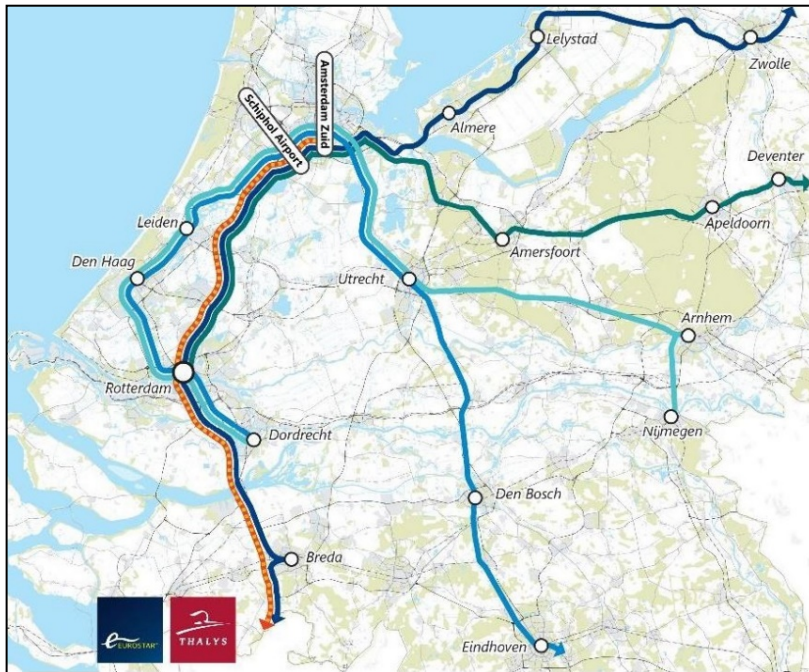 Lelystad
Zwolle
Amsterdam Zuid
Schiphol Airport
Almere
Deventer
Leiden
Apeldoorn
Amersfoort
Den Haag
Utrecht
Arnhem
Rotterdam
Nijmegen
Dordrecht
Den Bosch
Breda
EUROSTAR
THALYS
Eindhoven